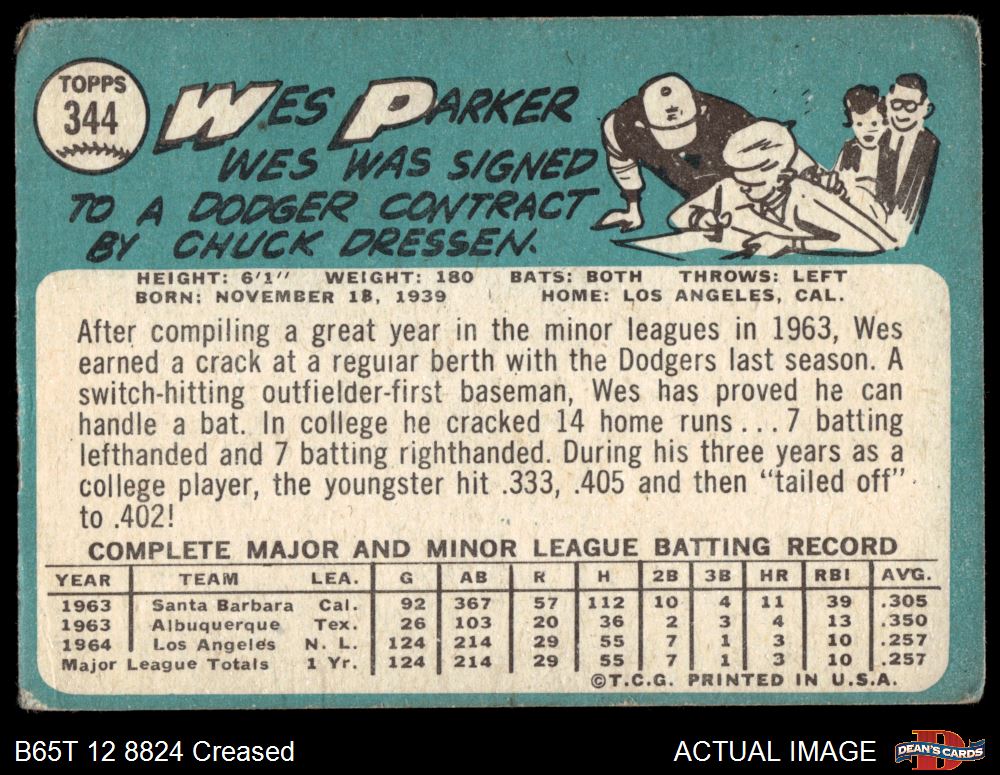 TOPPS
344
WES PARKER
WES WAS SIGNED
TO A DODGER CONTRACT
BY CHUCK DRESSEN.
HEIGHT: 6'1" WEIGHT: 180 BATS: BOTH THROWS: LEFT
BORN: NOVEMBER 18, 1939 HOME: LOS ANGELES, CAL.
After compiling a great year in the minor leagues in 1963, Wes
earned a crack at a regular berth with the Dodgers last season. A
switch-hitting outfielder-first baseman, Wes has proved he can
handle a bat. In college he cracked 14 home runs...7 batting
lefthanded and 7 batting righthanded. During his three years as a
college player, the youngster hit .333, .405 and then "tailed off"
to .402!
COMPLETE MAJOR AND MINOR LEAGUE BATTING RECORD
YEAR TEAM LEA. G AB R H 2B 3B HR RBI AVG.
1963 Santa Barbara Cal. 92 367 57 112 10 4 11 39 .305
1963 Albuquerque Tex. 26 103 20 36 2 3 4 13 .350
1964 Los Angeles N. L. 124 214 29 55 7 1 3 10 .257
Major League Totals 1 Yr. 124 214 29 55 7 1 3 10 .257
©T.C.G. PRINTED IN U.S.A.
B65T 12 8824 Creased
ACTUAL IMAGE
DEAN'S CARDS